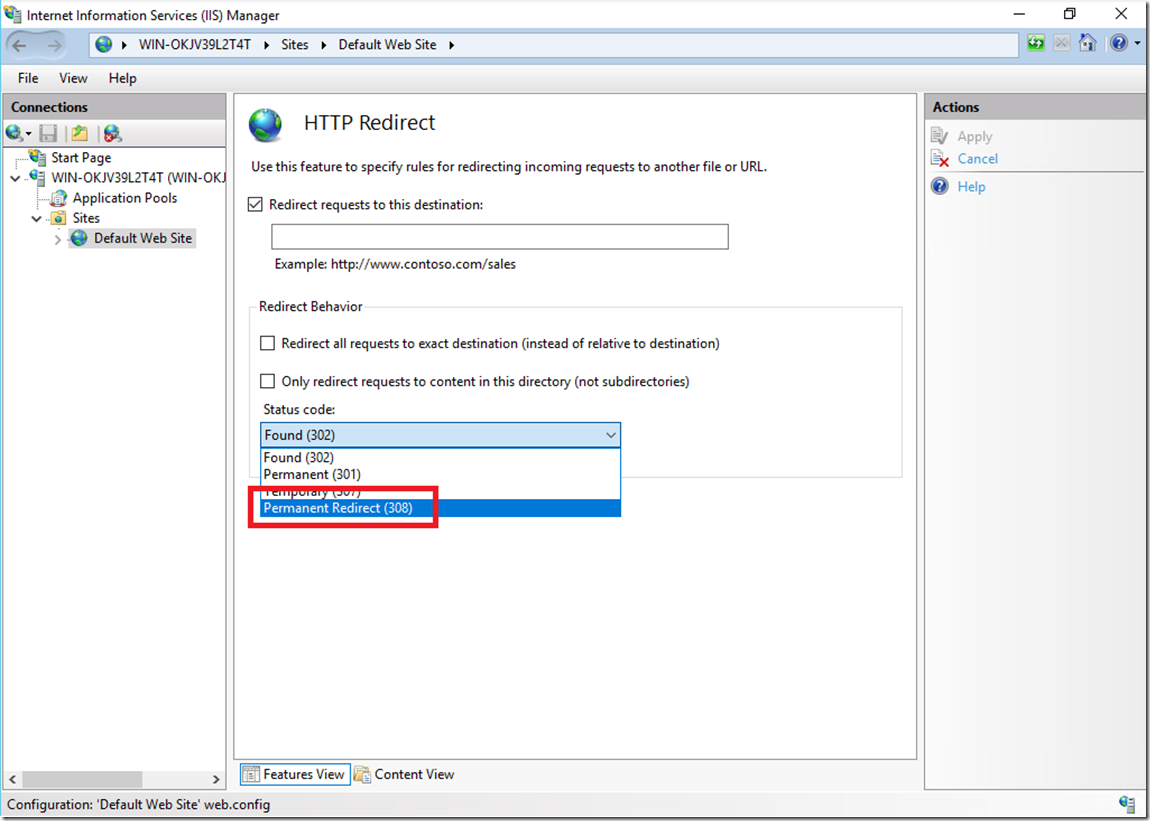 Internet Information Services (IIS) Manager
WIN-OKJV39L2T4T Sites Default Web Site
File View Help
Connections
Start Page
WIN-OKJV39L2T4T (WIN-OKJ
Application Pools
Sites
Default Web Site
HTTP Redirect
Use this feature to specify rules for redirecting incoming requests to another file or URL.
Redirect requests to this destination:
Example: http://www.contoso.com/sales
Redirect Behavior
Redirect all requests to exact destination (instead of relative to destination)
Only redirect requests to content in this directory (not subdirectories)
Status code:
Found (302)
Found (302)
Permanent (301)
Temporary (307)
Permanent Redirect (308)
Features View Content View
Actions
Apply
Cancel
Help
Configuration: 'Default Web Site' web.config